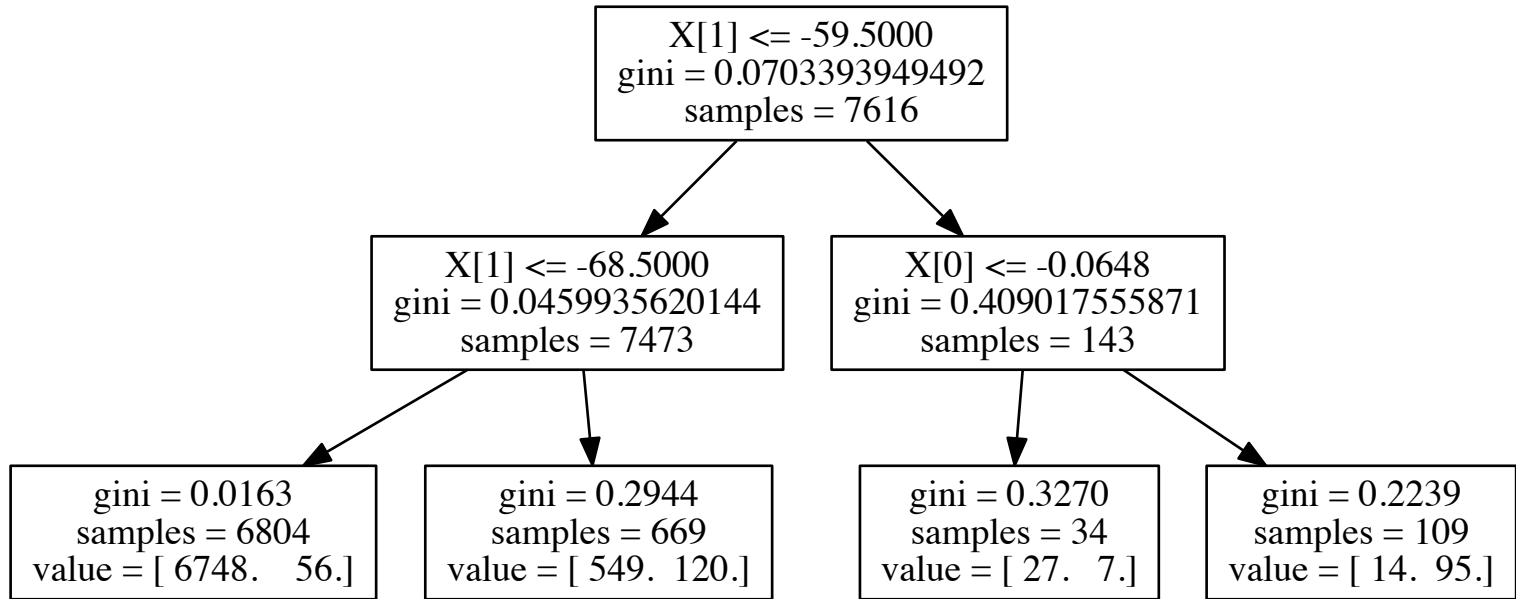 X[1] <= -59.5000
gini = 0.0703393949492
samples = 7616
X[1] <= -68.5000
gini = 0.0459935620144
samples = 7473
X[0] <= -0.0648
gini = 0.409017555871
samples = 143
gini = 0.0163
samples = 6804
value = [ 6748.    56.]
gini = 0.2944
samples = 669
value = [ 549.  120.]
gini = 0.3270
samples = 34
value = [ 27.   7.]
gini = 0.2239
samples = 109
value = [ 14.  95.]